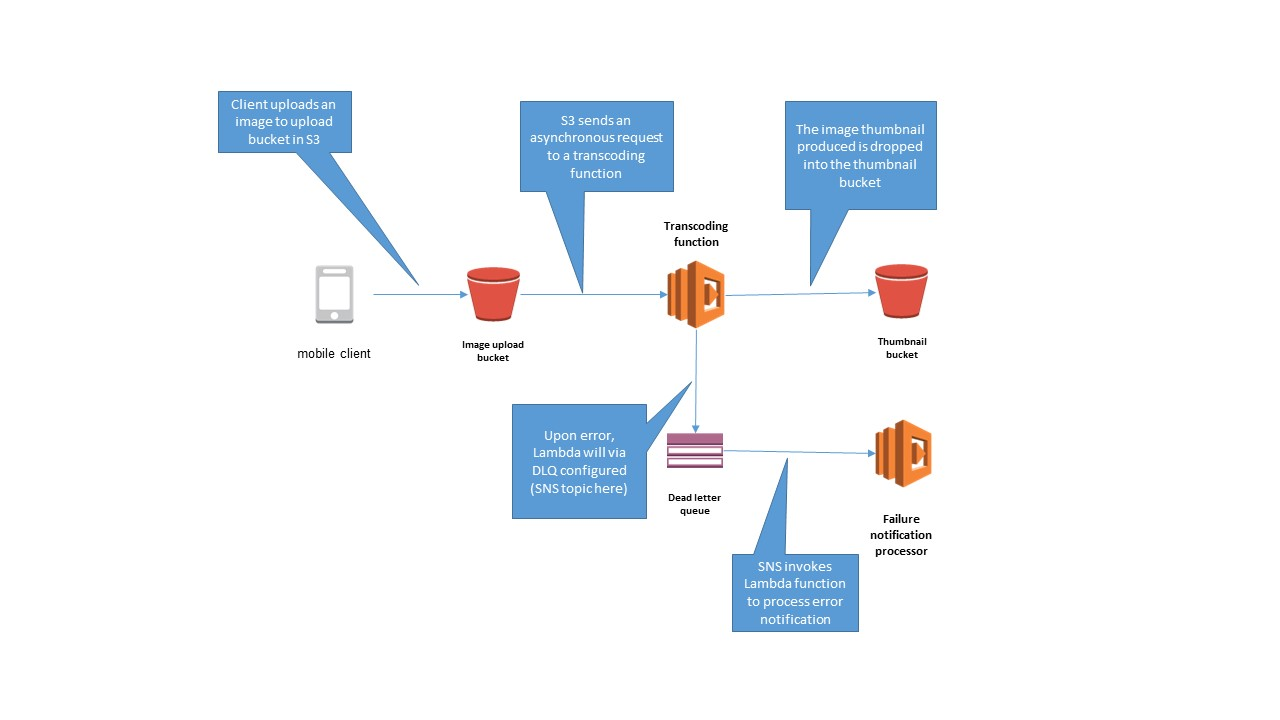 Client uploads an
image to upload
bucket in S3
S3 sends an
asynchronous request
to a transcoding
function
The image thumbnail
produced is dropped
into the thumbnail
bucket
Transcoding
function
mobile client
Image upload
bucket
Thumbnail
bucket
Upon error,
Lambda will via
DLQ configured
(SNS topic here)
Dead letter
queue
Failure
notification
processor
SNS invokes
Lambda function
to process error
notification